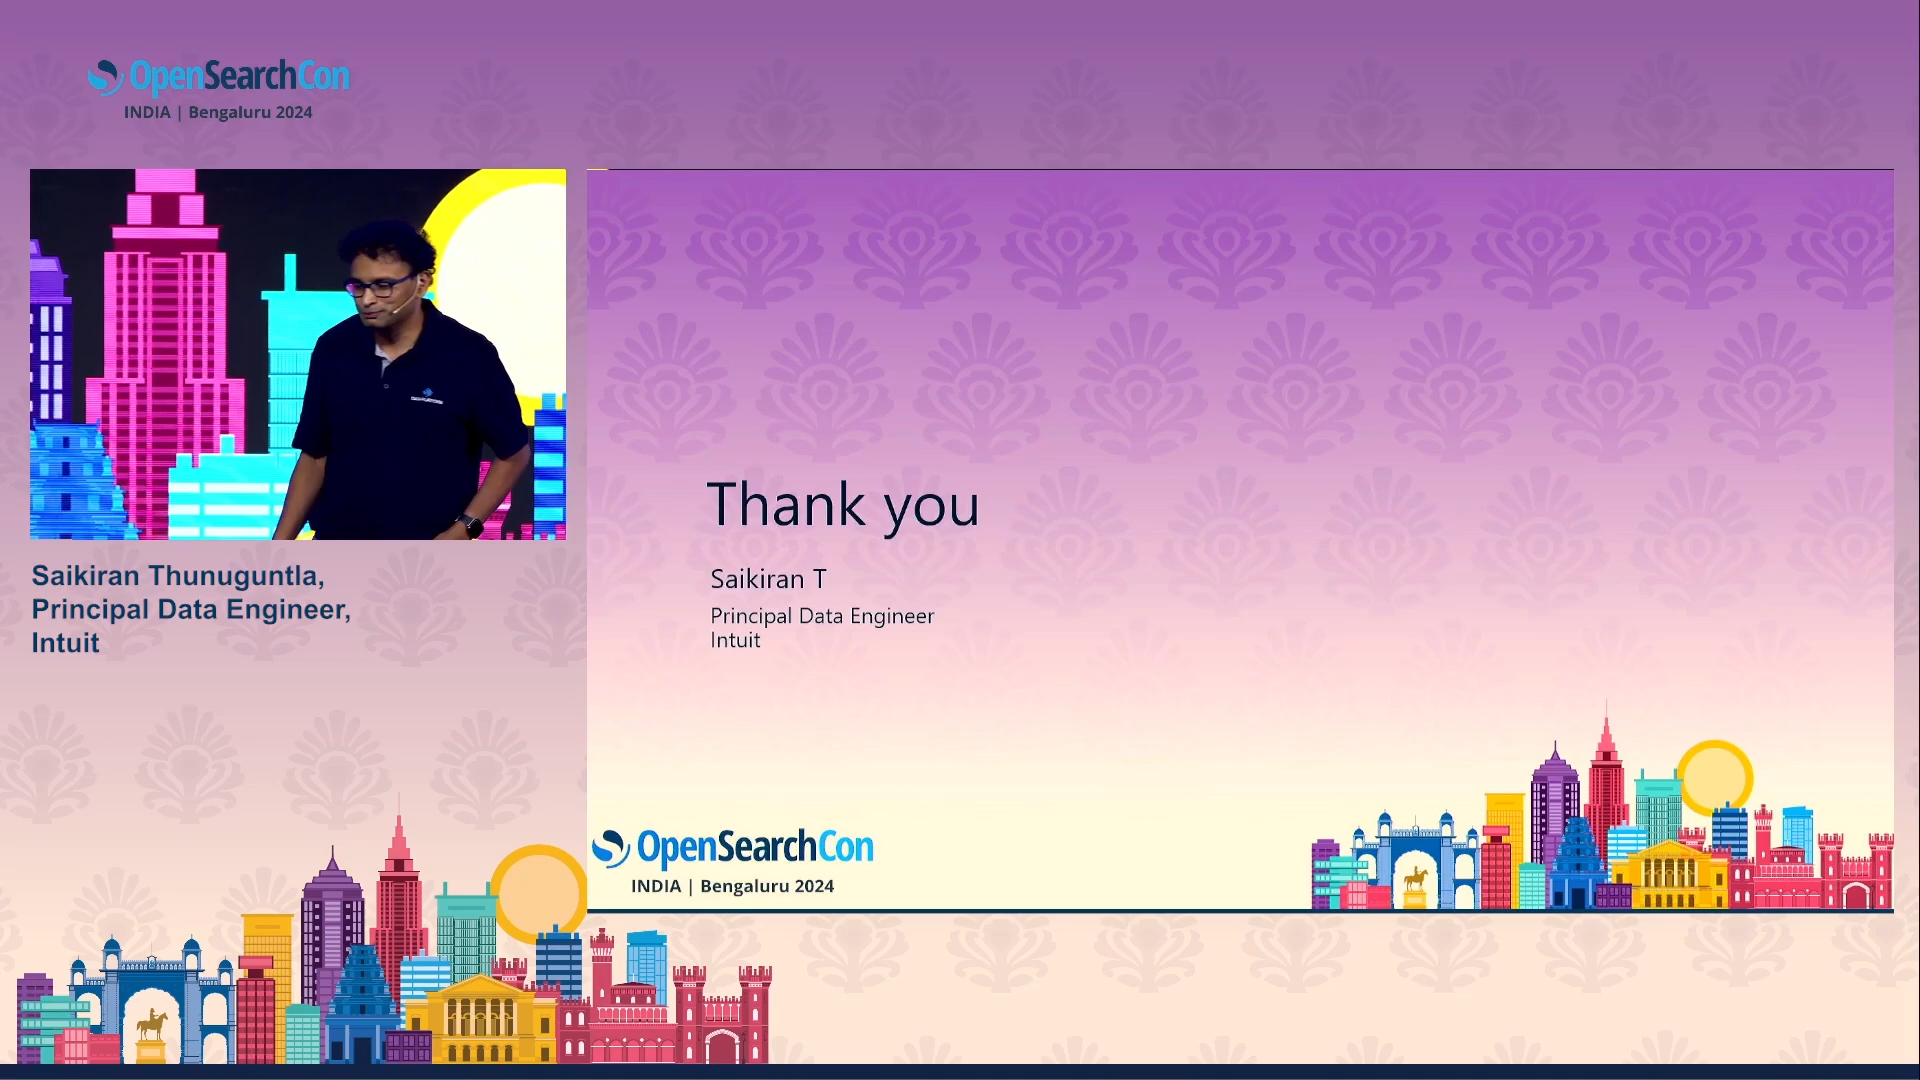 OpenSearchCon
INDIA | Bengaluru 2024
Saikiran Thunuguntla,
Principal Data Engineer,
Intuit
Thank you
Saikiran T
Principal Data Engineer
Intuit
OpenSearchCon
INDIA | Bengaluru 2024